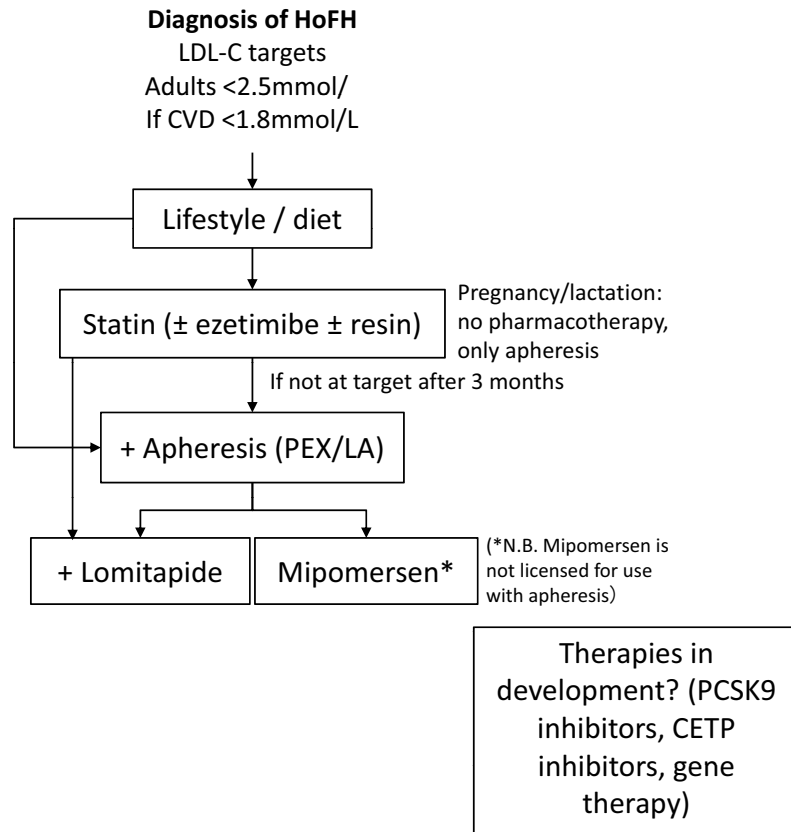 Diagnosis of HoFH
LDL-C targets
Adults <2.5mmol/
If CVD <1.8mmol/L
Lifestyle / diet
Statin (± ezetimibe ± resin)
Pregnancy/lactation:
no pharmacotherapy,
only apheresis
If not at target after 3 months
+ Apheresis (PEX/LA)
+ Lomitapide
Mipomersen*
(*N.B. Mipomersen is
not licensed for use
with apheresis)
Therapies in
development? (PCSK9
inhibitors, CETP
inhibitors, gene
therapy)